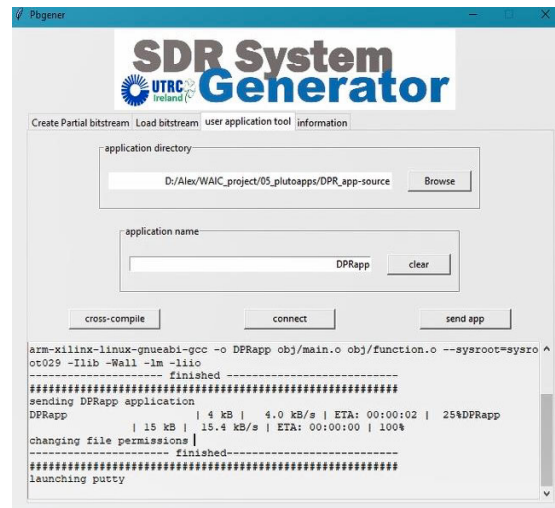 Pbgener
SDR System
UTRC Generator
Ireland
Create Partial bitstream Load bitstream user application tool information
application directory
D:/Alex/WAIC_project/05_plutoapps/DPR_app-source Browse
application name
DPRapp clear
cross-compile connect send app
arm-xilinx-linux-gnueabi-gcc -o DPRapp obj/main.o obj/function.o --sysroot=sysro
ot029 -Ilib -Wall -lm -liio
---------------------- finished ----------------------------
############################################################
sending DPRapp application
DPRapp | 4 kB | 4.0 kB/s | ETA: 00:00:02 | 25%DPRapp
| 15 kB | 15.4 kB/s | ETA: 00:00:00 | 100%
changing file permissions
---------------------- finished----------------------------
############################################################
launching putty